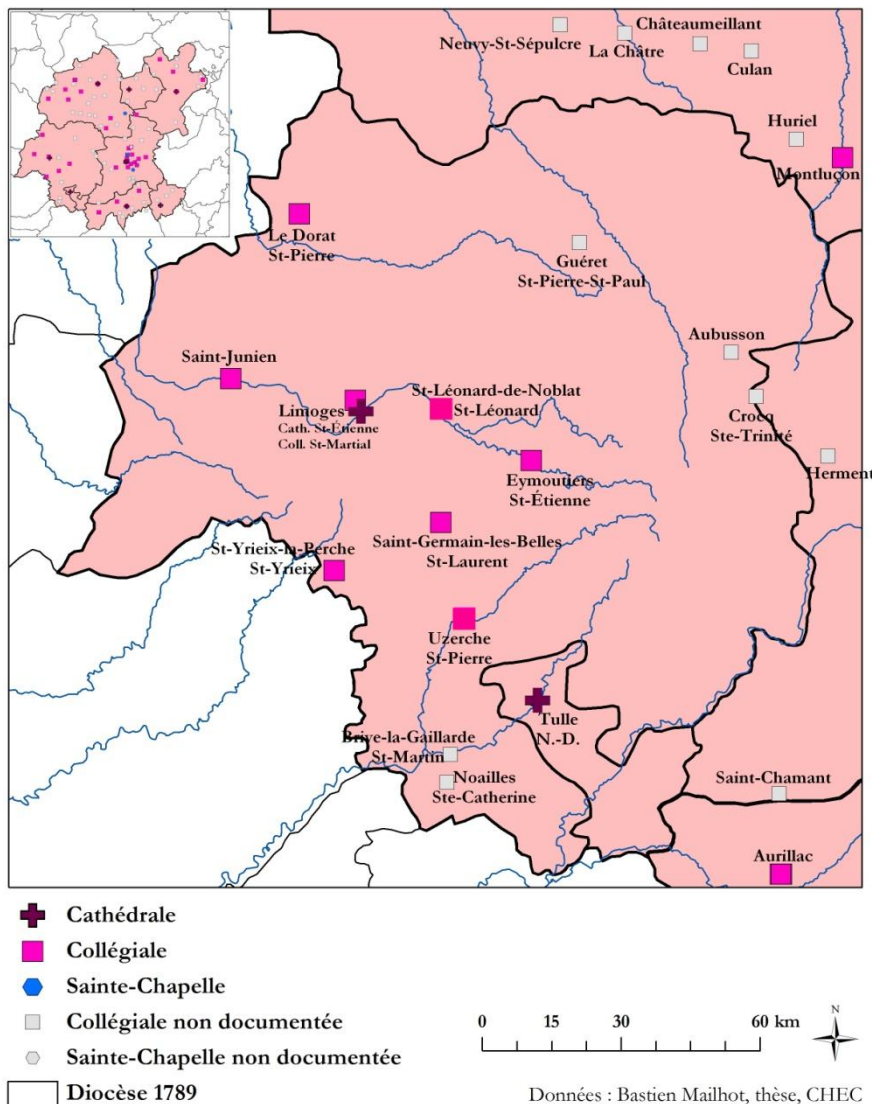 Neuvy-St-Sépulcre
Châteaumeillant
La Châtre
Culan
Huriel
Montluçon
Le Dorat
St-Pierre
Guéret
St-Pierre-St-Paul
Aubusson
Saint-Junien
Limoges
Cath. St-Étienne
Coll. St-Martial
St-Léonard-de-Noblat
St-Léonard
Crocq
Ste-Trinité
Herment
Eymoutiers
St-Étienne
Saint-Germain-les-Belles
St-Laurent
St-Yrieix-la-Perche
St-Yrieix
Uzerche
St-Pierre
Tulle
N.-D.
Brive-la-Gaillarde
St-Martin
Noailles
Ste-Catherine
Saint-Chamant
Aurillac
Cathédrale
Collégiale
Sainte-Chapelle
Collégiale non documentée
Sainte-Chapelle non documentée
Diocèse 1789
0 15 30 60 km
N
Données : Bastien Mailhot, thèse, CHEC